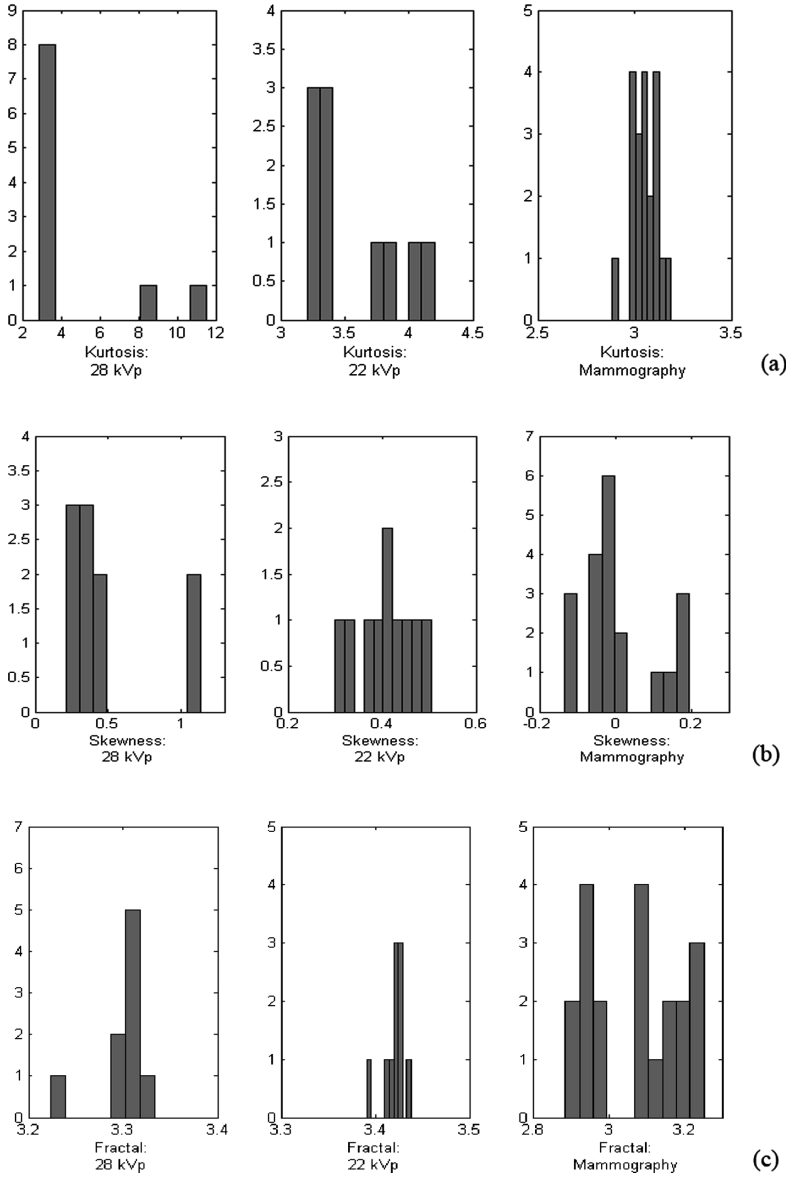 9
8
7
6
5
4
3
2
1
0
2 4 6 8 10 12
Kurtosis:
28 kVp
4
3.5
3
2.5
2
1.5
1
0.5
0
3 3.5 4 4.5
Kurtosis:
22 kVp
5
4
3
2
1
0
2.5 3 3.5
Kurtosis:
Mammography
(a)
4
3.5
3
2.5
2
1.5
1
0.5
0
0 0.5 1
Skewness:
28 kVp
3
2.5
2
1.5
1
0.5
0
0.2 0.4 0.6
Skewness:
22 kVp
7
6
5
4
3
2
1
0
-0.2 0 0.2
Skewness:
Mammography
(b)
7
6
5
4
3
2
1
0
3.2 3.3 3.4
Fractal:
28 kVp
5
4
3
2
1
0
3.3 3.4 3.5
Fractal:
22 kVp
5
4
3
2
1
0
2.8 3 3.2
Fractal:
Mammography
(c)